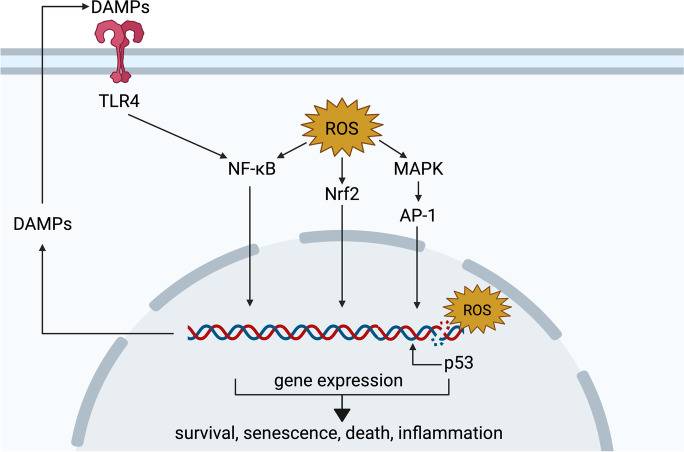 DAMPs
TLR4
ROS
NF-κB
MAPK
Nrf2
AP-1
DAMPs
ROS
p53
gene expression
survival, senescence, death, inflammation